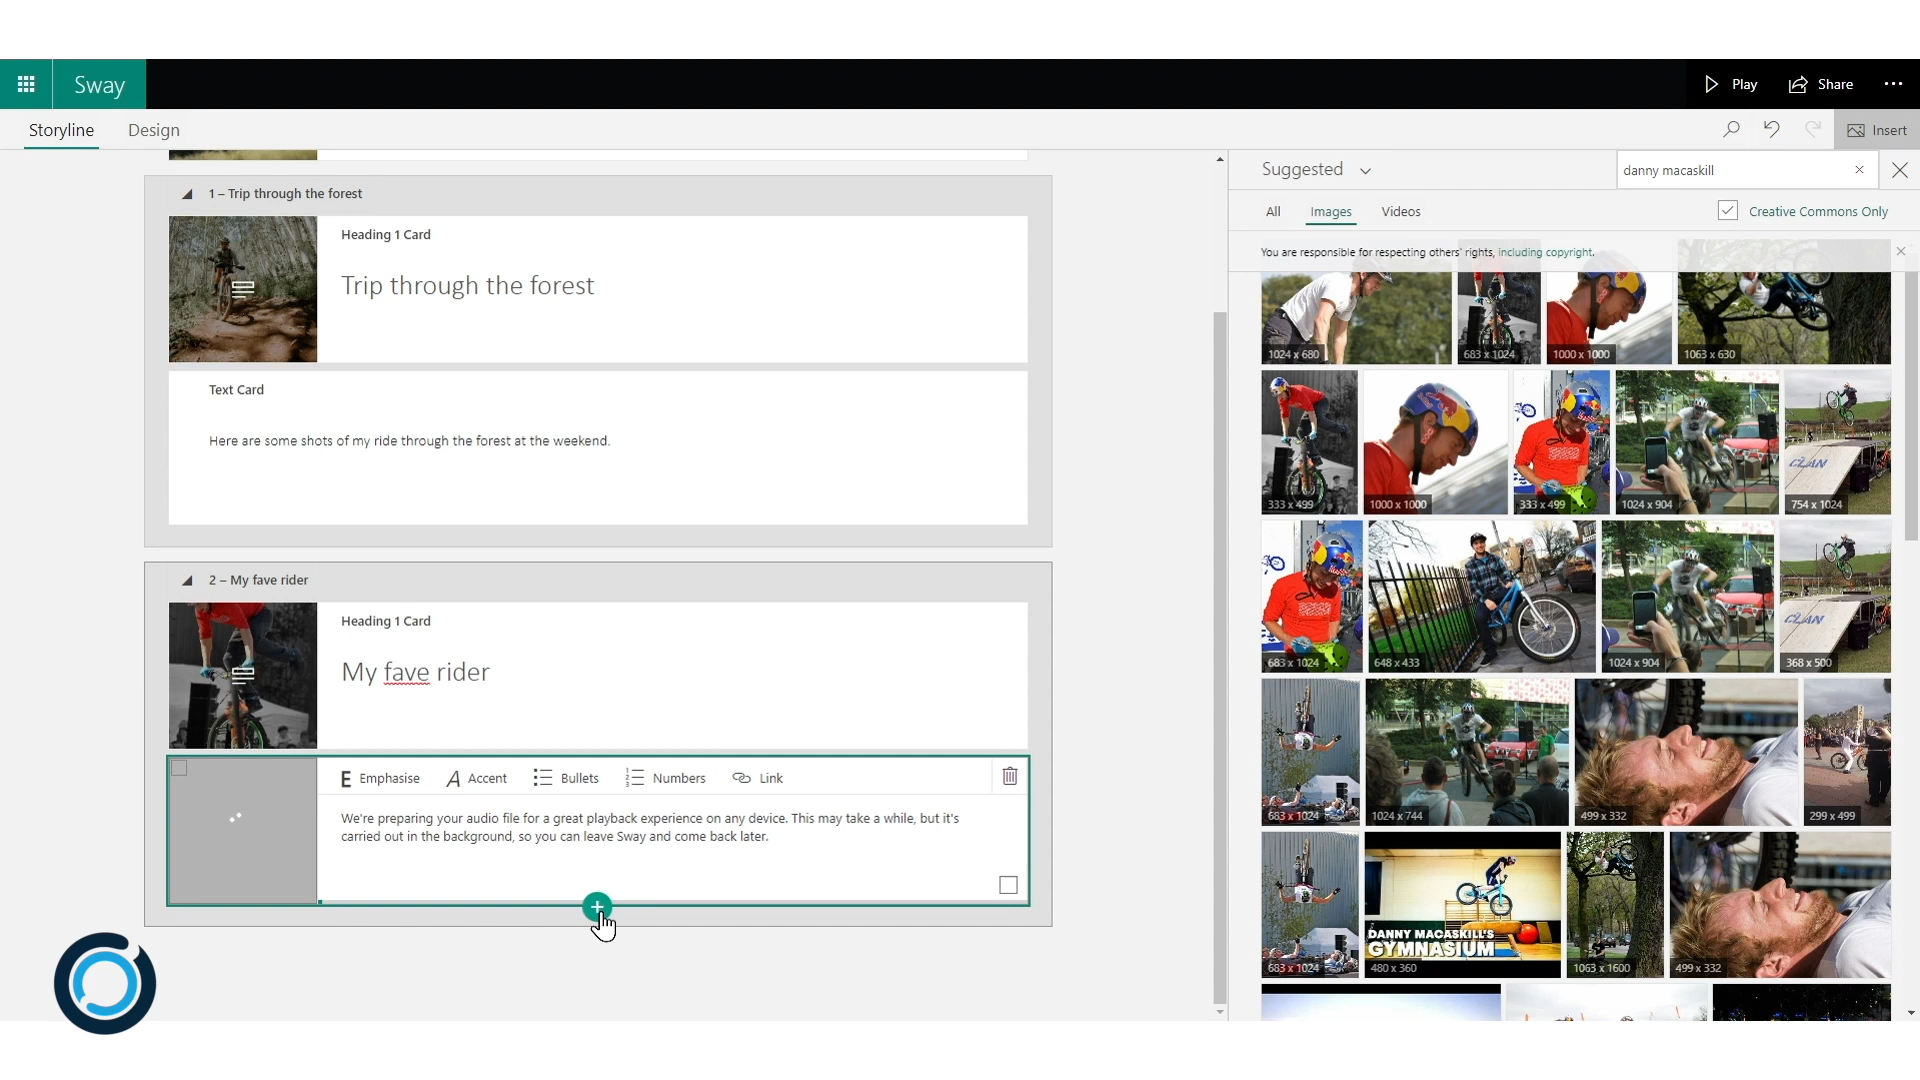 Sway
Play
Share
Storyline
Design
Insert
Suggested
danny macaskill
All
Images
Videos
Creative Commons Only
You are responsible for respecting others' rights, including copyright.
1 – Trip through the forest
Heading 1 Card
Trip through the forest
Text Card
Here are some shots of my ride through the forest at the weekend.
2 – My fave rider
Heading 1 Card
My fave rider
E Emphasise
A Accent
Bullets
Numbers
Link
We're preparing your audio file for a great playback experience on any device. This may take a while, but it's
carried out in the background, so you can leave Sway and come back later.
1024 x 680
683 x 1024
1000 x 1000
1063 x 630
333 x 499
1000 x 1000
333 x 499
1024 x 904
CLAN
754 x 1024
683 x 1024
648 x 433
1024 x 904
CLAN
368 x 500
683 x 1024
1024 x 744
499 x 332
299 x 499
683 x 1024
DANNY MACASKILL'S
GYMNASIUM
480 x 360
1063 x 1600
499 x 332